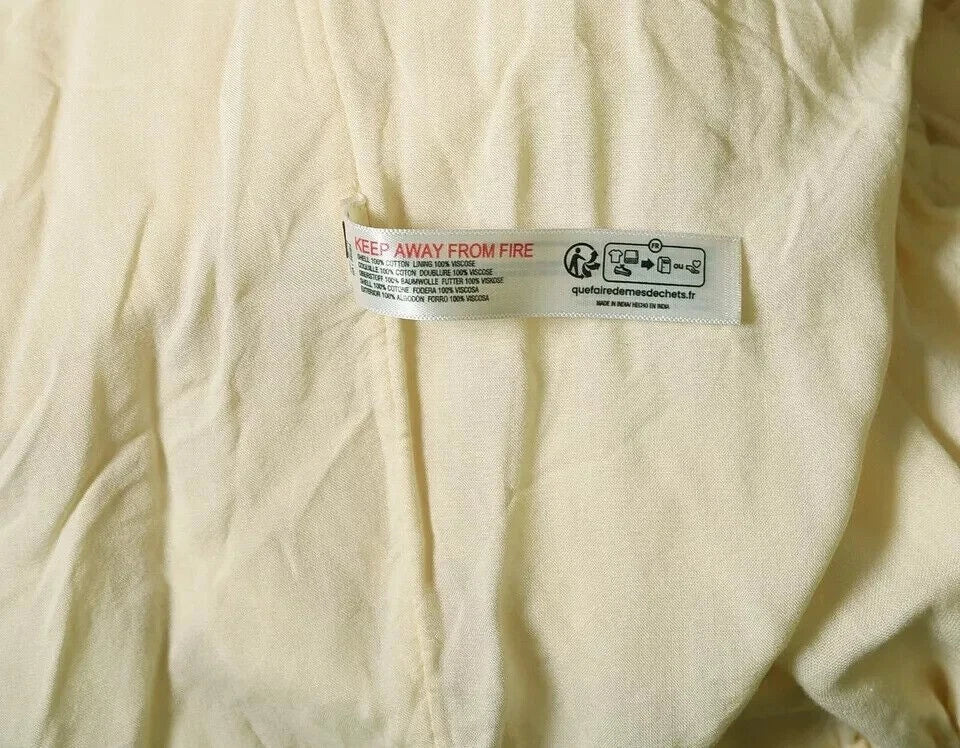 KEEP AWAY FROM FIRE
SHELL 100% COTTON LINING 100% VISCOSE
COQUILLE 100% COTON DOUBLURE 100% VISCOSE
OBERSTOFF 100% BAUMWOLLE FUTTER 100% VISKOSE
SHELL 100% COTONE FODERA 100% VISCOSA
EXTERIOR 100% ALGODÓN FORRO 100% VISCOSA
FR
ou
quefairedemesdechets.fr
MADE IN INDIA/ HECHO EN INDIA